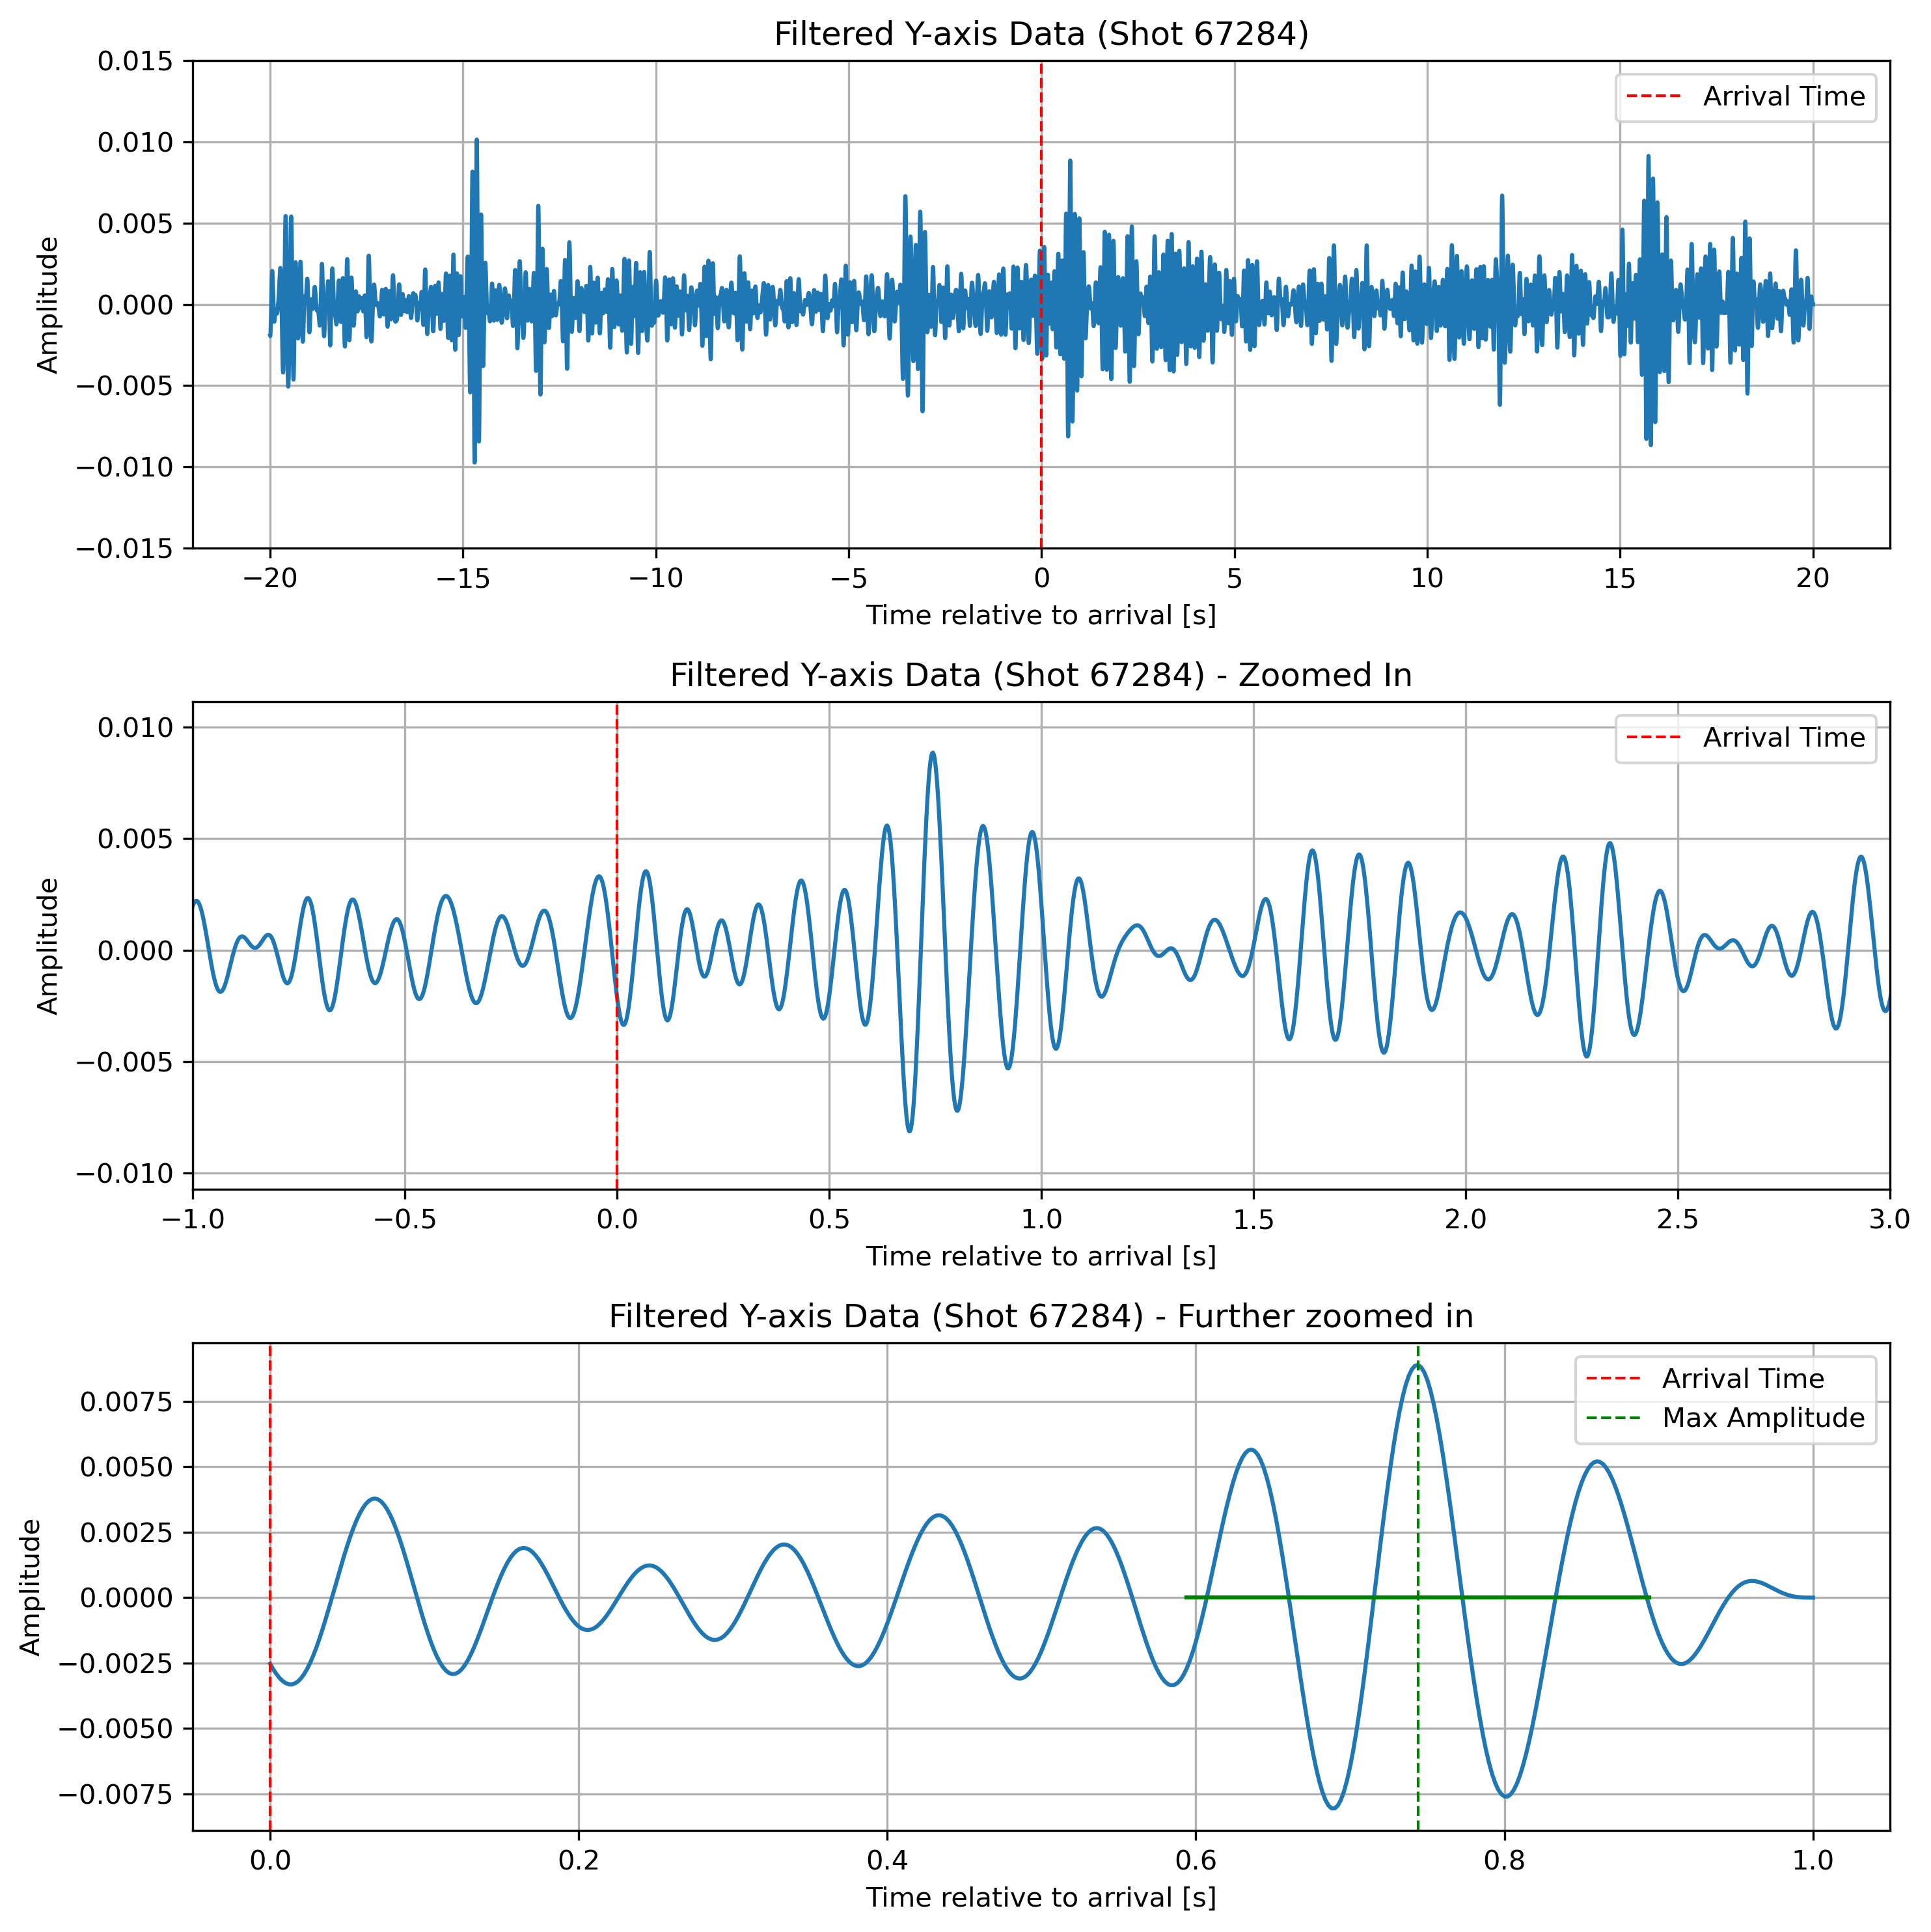 Filtered Y-axis Data (Shot 67284)
0.015
0.010
0.005
0.000
−0.005
−0.010
−0.015
Amplitude
Arrival Time
−20 −15 −10 −5 0 5 10 15 20
Time relative to arrival [s]
Filtered Y-axis Data (Shot 67284) - Zoomed In
0.010
0.005
0.000
−0.005
−0.010
Amplitude
Arrival Time
−1.0 −0.5 0.0 0.5 1.0 1.5 2.0 2.5 3.0
Time relative to arrival [s]
Filtered Y-axis Data (Shot 67284) - Further zoomed in
0.0075
0.0050
0.0025
0.0000
−0.0025
−0.0050
−0.0075
Amplitude
Arrival Time
Max Amplitude
0.0 0.2 0.4 0.6 0.8 1.0
Time relative to arrival [s]